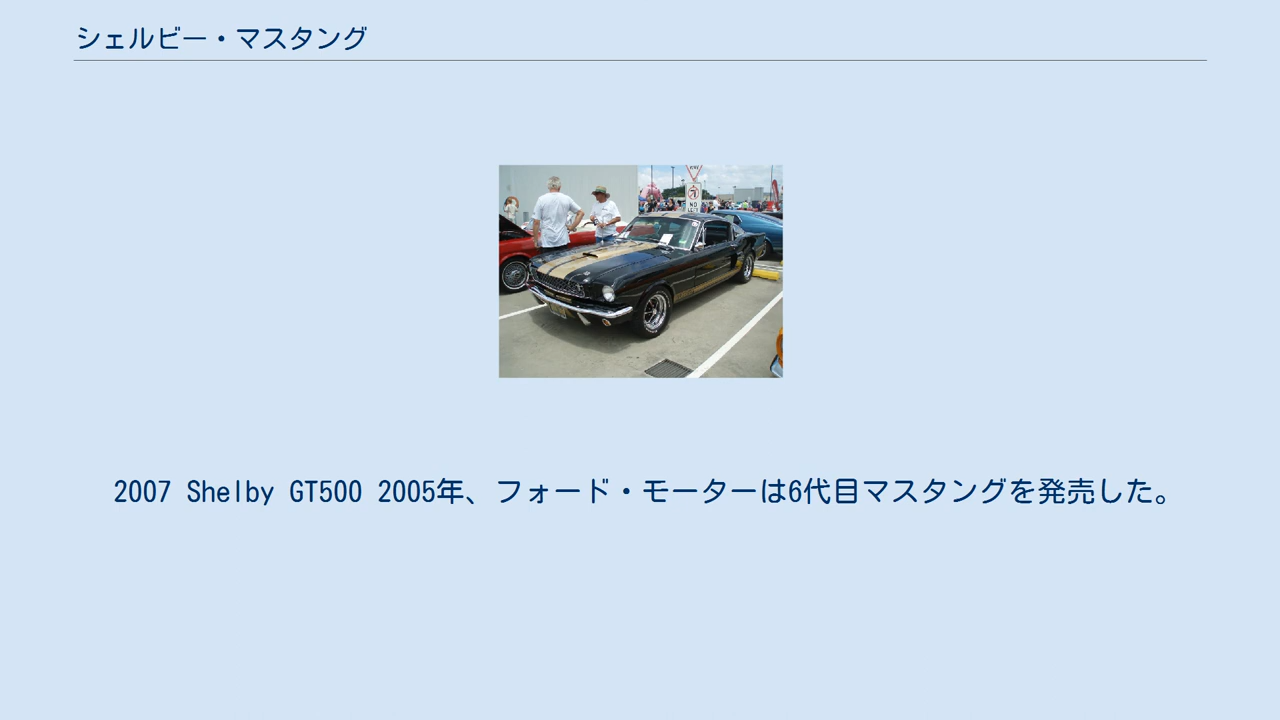 シェルビー・マスタング
NO
2007 Shelby GT500 2005年、フォード・モーターは6代目マスタングを発売した。